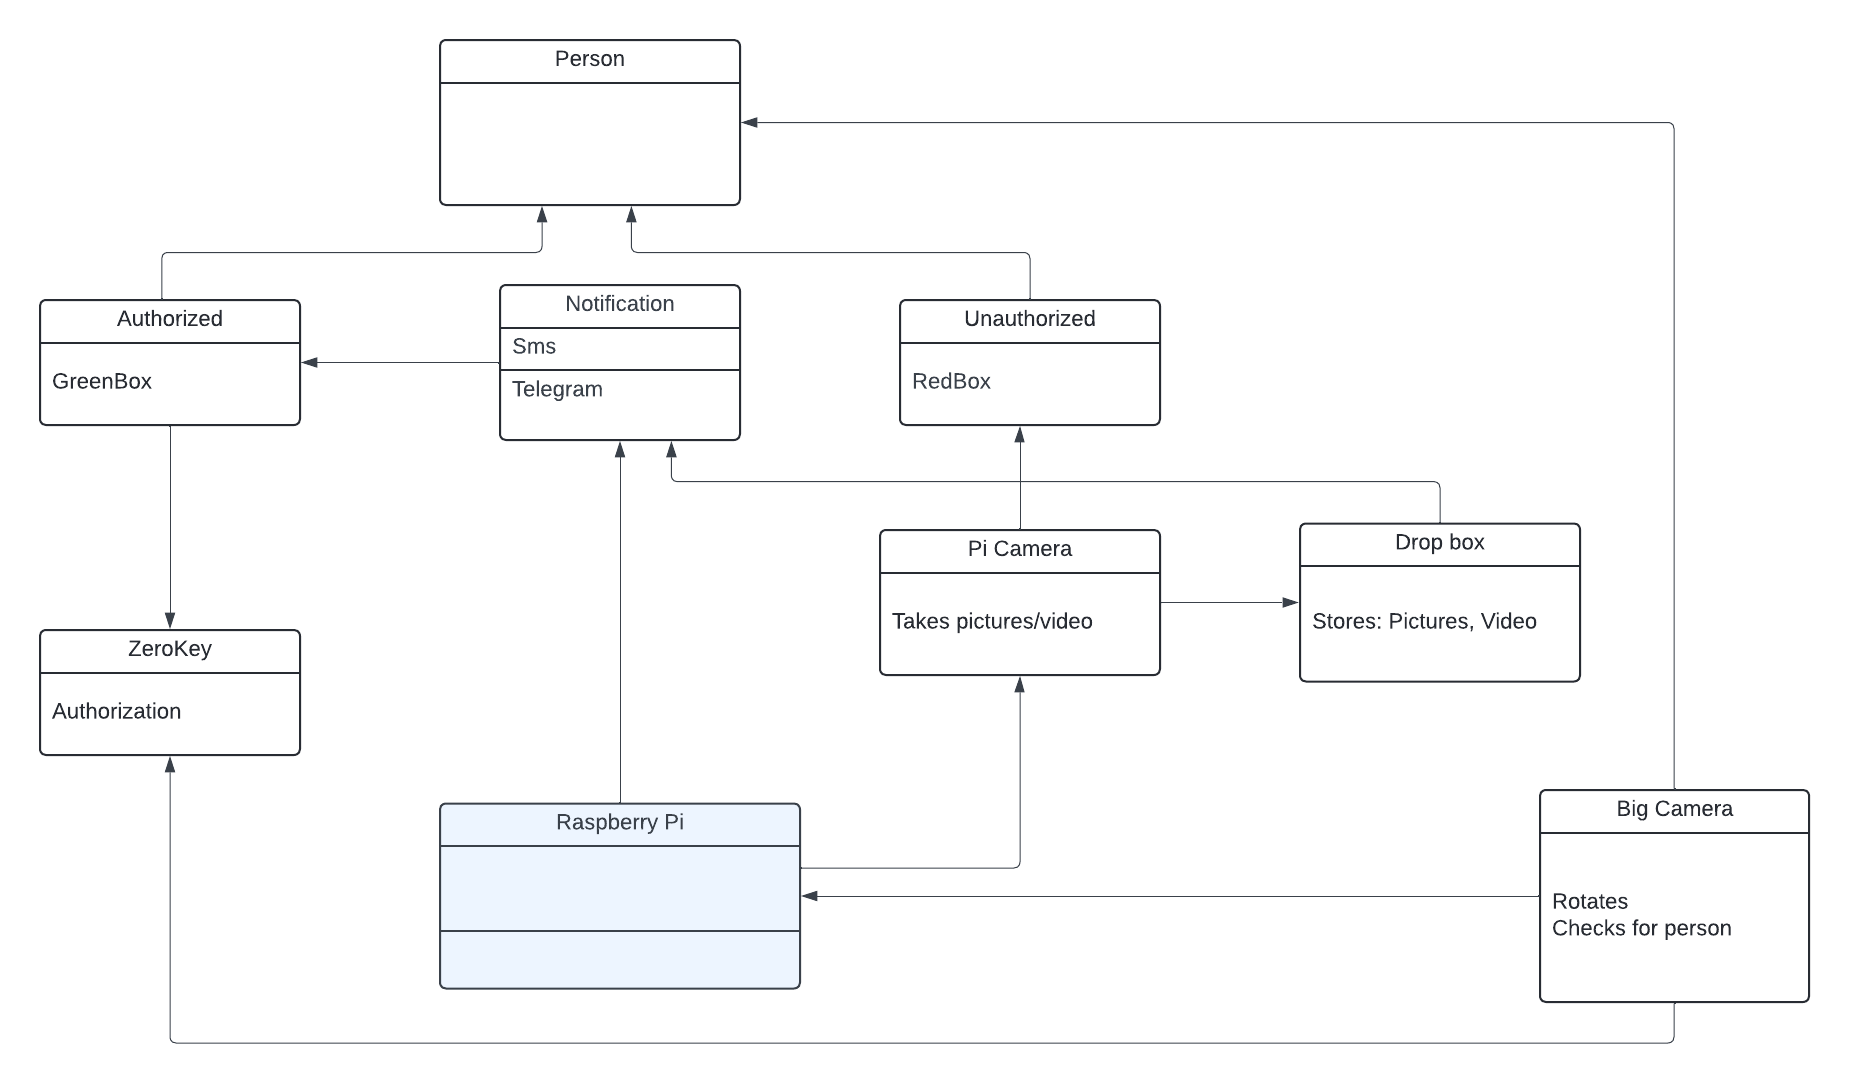 Person
Authorized
GreenBox
Notification
Sms
Telegram
Unauthorized
RedBox
Pi Camera
Takes pictures/video
Drop box
Stores: Pictures, Video
ZeroKey
Authorization
Raspberry Pi
Big Camera
Rotates
Checks for person